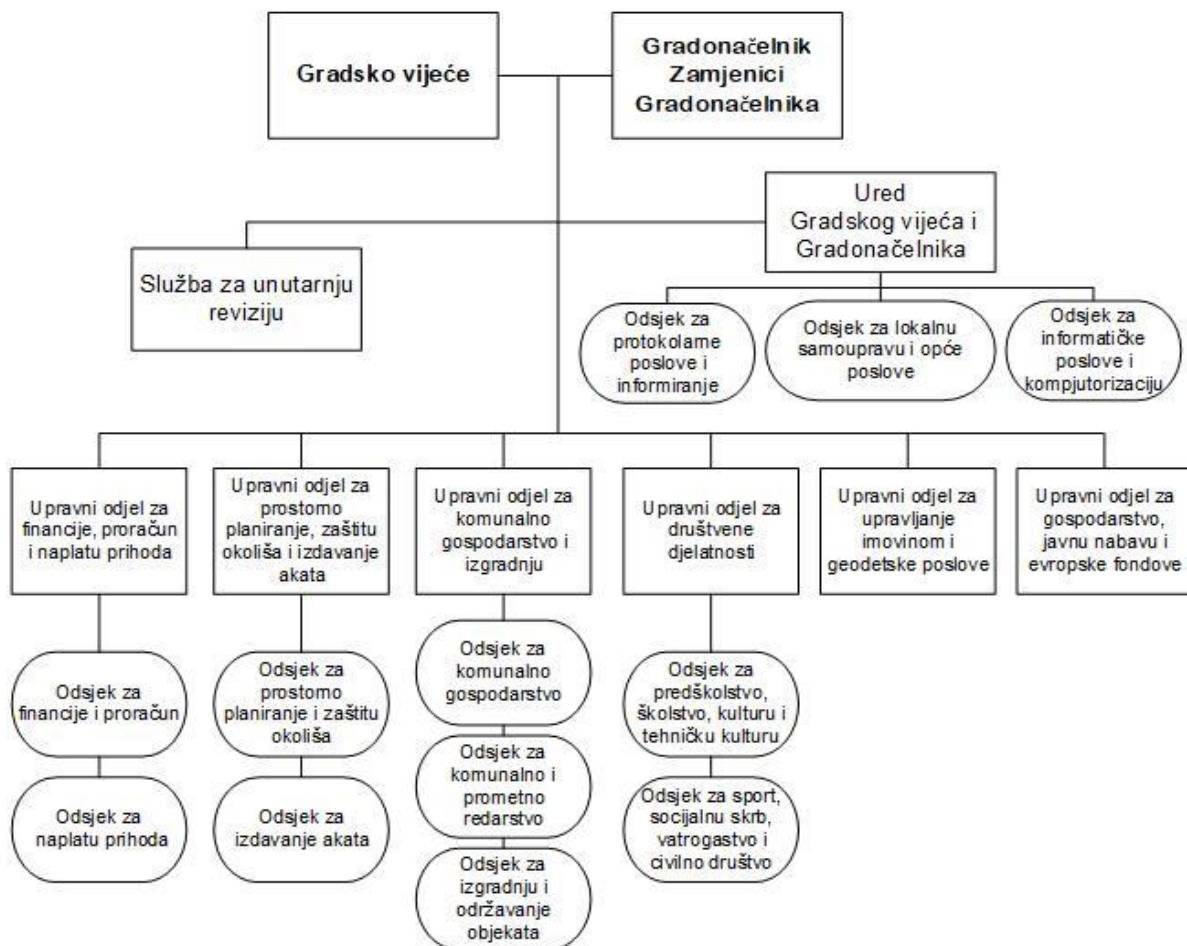 Gradsko vijeće
Gradonačelnik
Zamjenici
Gradonačelnika
Ured
Gradskog vijeća i
Gradonačelnika
Služba za unutarnju
reviziju
Odsjek za
protokolarne
poslove i
informiranje
Odsjek za lokalnu
samoupravu i opće
poslove
Odsjek za
informatičke
poslove i
kompjutorizaciju
Upravni odjel za
financije, proračun
i naplatu prihoda
Upravni odjel za
prostorno
planiranje, zaštitu
okoliša i izdavanje
akata
Upravni odjel za
komunalno
gospodarstvo i
izgradnju
Upravni odjel za
društvene
djelatnosti
Upravni odjel za
upravljanje
imovinom i
geodetske poslove
Upravni odjel za
gospodarstvo,
javnu nabavu i
evropske fondove
Odsjek za
financije i proračun
Odsjek za
prostorno
planiranje i zaštitu
okoliša
Odsjek za
komunalno
gospodarstvo
Odsjek za
predškolstvo,
školstvo, kulturu i
tehničku kulturu
Odsjek za
naplatu prihoda
Odsjek za
izdavanje akata
Odsjek za
komunalno i
prometno
redarstvo
Odsjek za sport,
socijalnu skrb,
vatrogastvo i
civilno društvo
Odsjek za
izgradnju i
održavanje
objekata